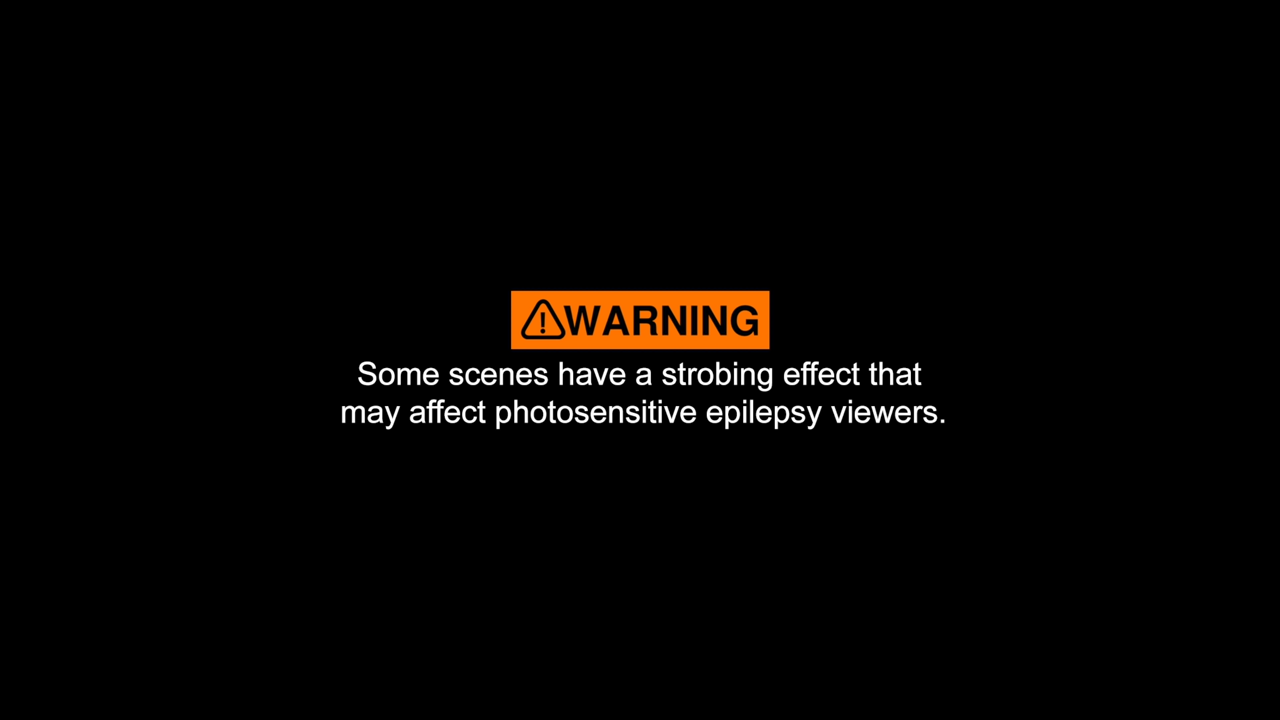 WARNING
Some scenes have a strobing effect that
may affect photosensitive epilepsy viewers.